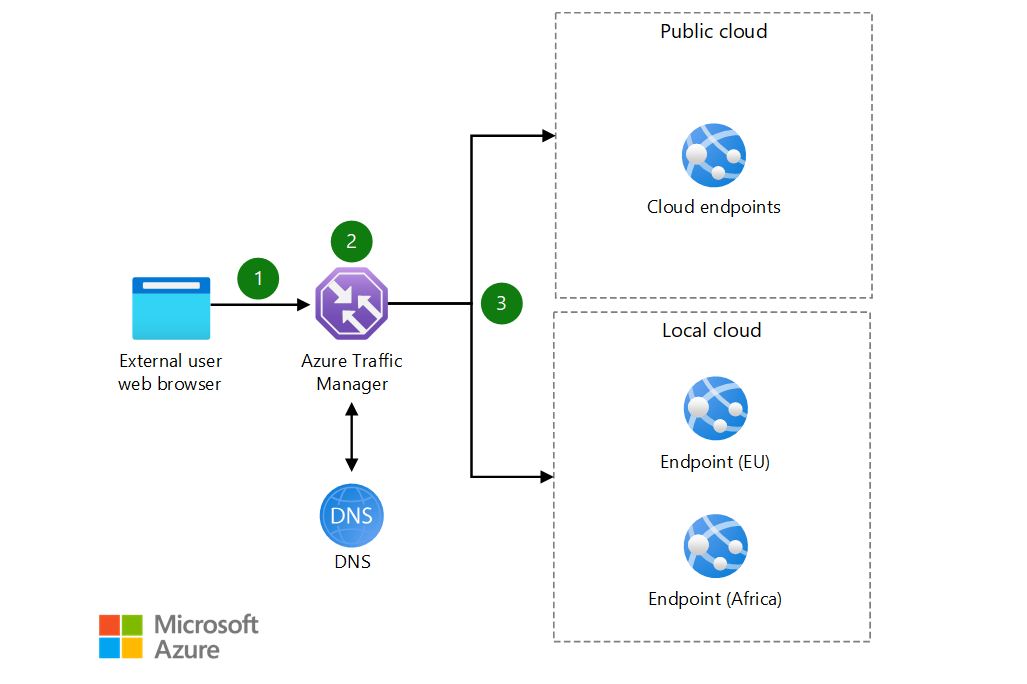 Public cloud
Cloud endpoints
2
1
3
External user
web browser
Azure Traffic
Manager
Local cloud
Endpoint (EU)
DNS
DNS
Endpoint (Africa)
Microsoft
Azure